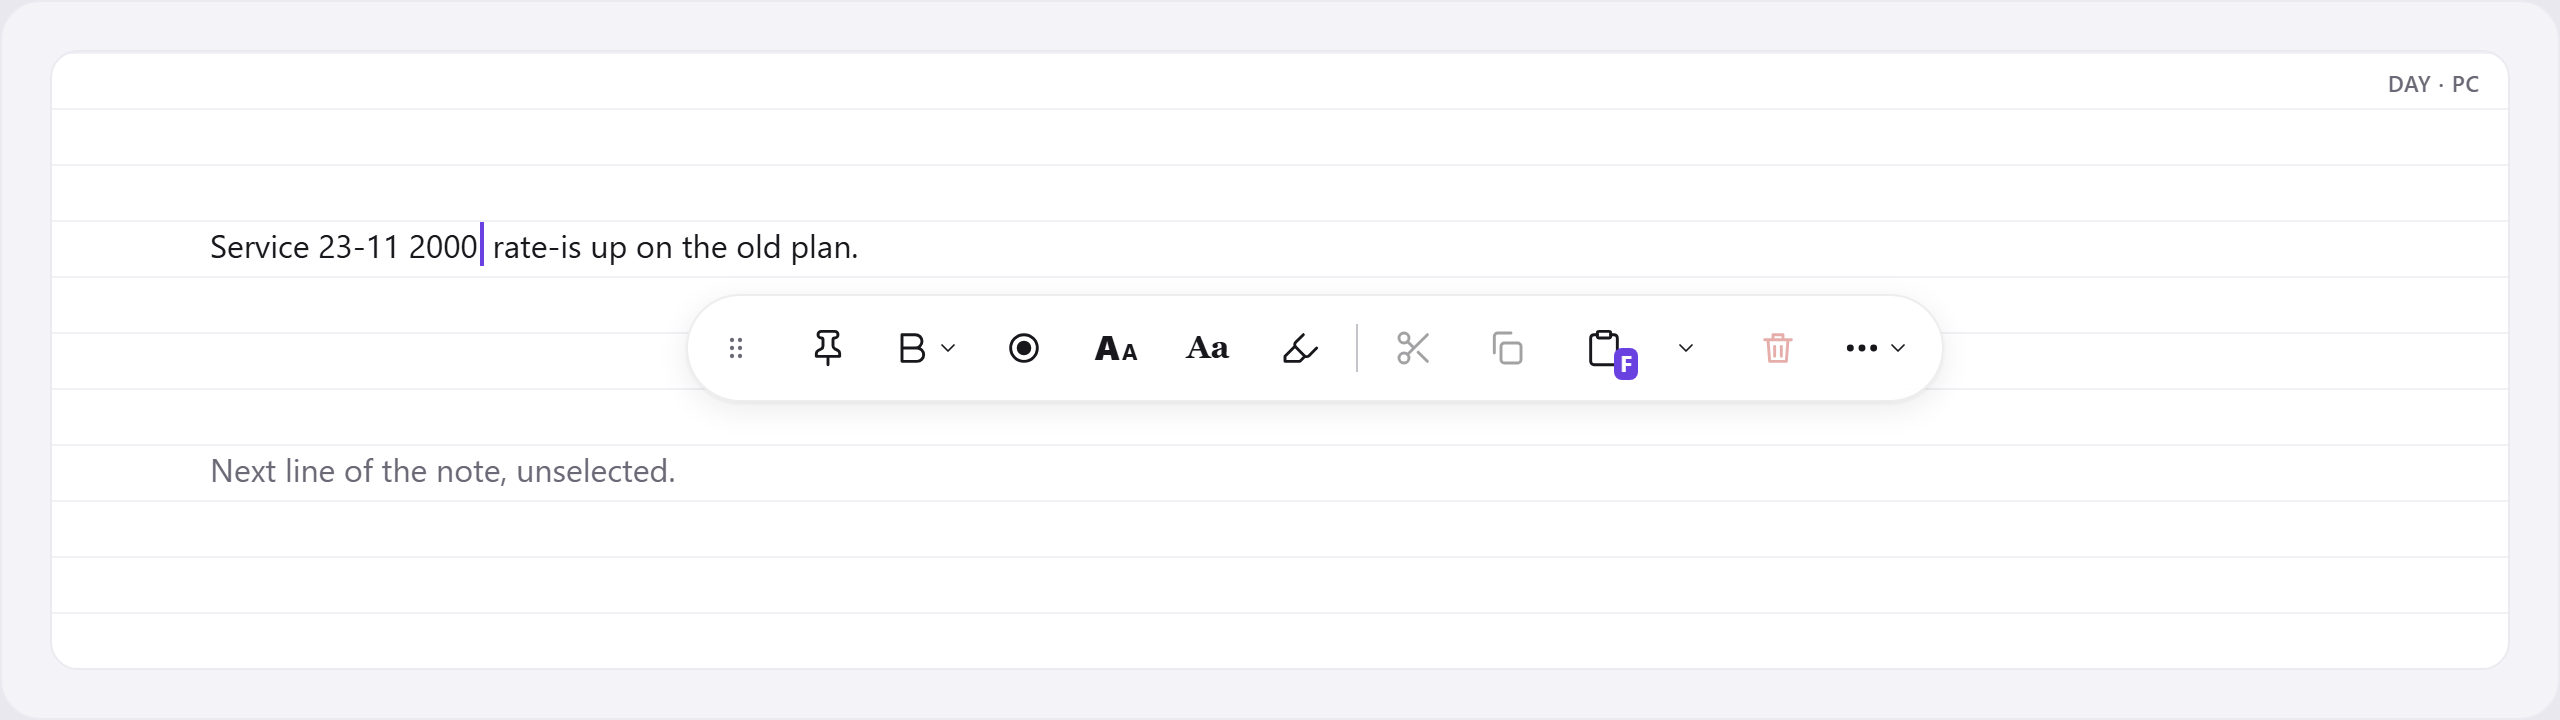 DAY · PC
Service 23-11 2000 rate-is up on the old plan.
B AA Aa F
Next line of the note, unselected.